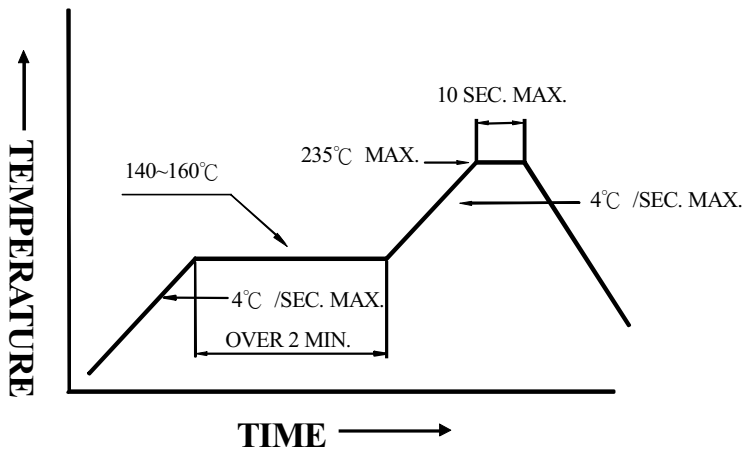 10 SEC. MAX.
235℃ MAX.
140~160℃
4℃ /SEC. MAX.
4℃ /SEC. MAX.
OVER 2 MIN.
TEMPERATURE
TIME